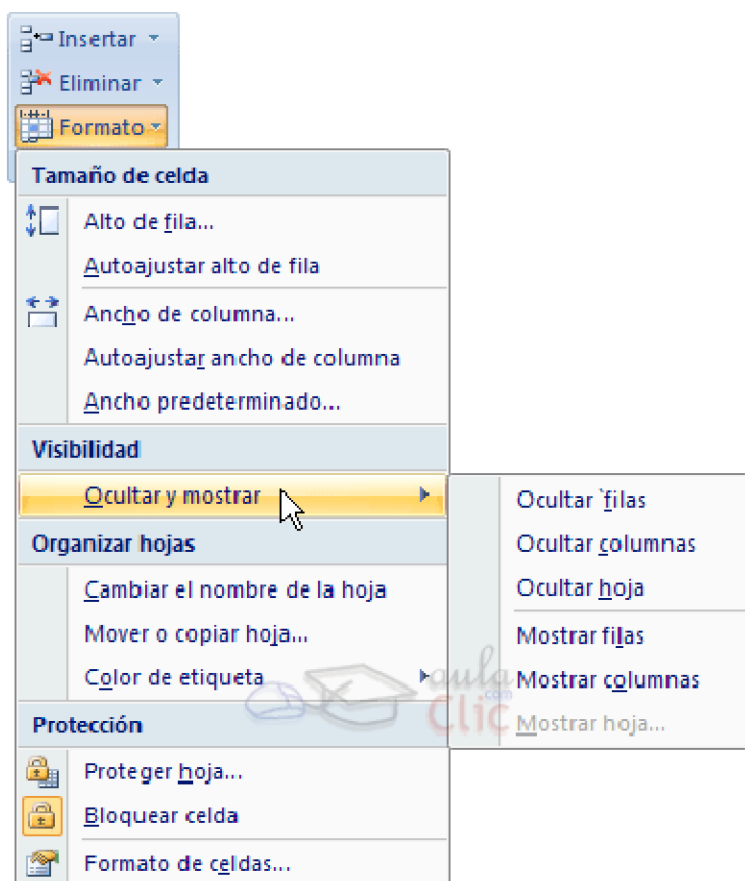 Insertar
Eliminar
Formato
Tamaño de celda
Alto de fila...
Autoajustar alto de fila
Ancho de columna...
Autoajustar ancho de columna
Ancho predeterminado...
Visibilidad
Ocultar y mostrar
Ocultar filas
Ocultar columnas
Ocultar hoja
Mostrar filas
Mostrar columnas
Mostrar hoja...
Organizar hojas
Cambiar el nombre de la hoja
Mover o copiar hoja...
Color de etiqueta
aula
.com
Clic
Protección
Proteger hoja...
Bloquear celda
Formato de celdas...